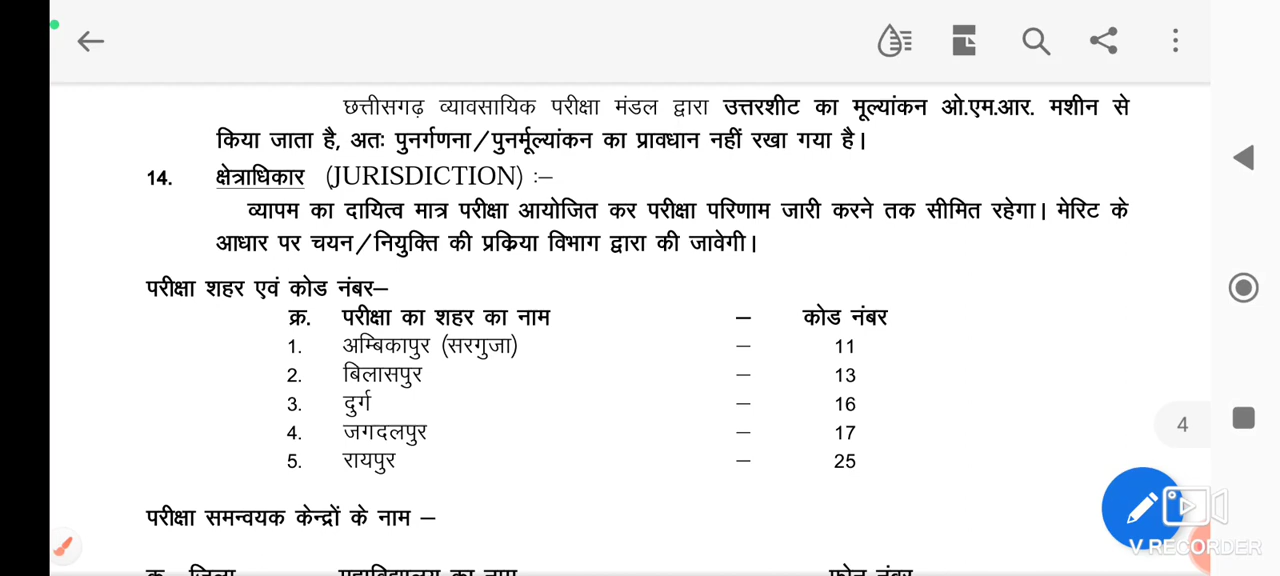 छत्तीसगढ़ व्यावसायिक परीक्षा मंडल द्वारा उत्तरशीट का मूल्यांकन ओ.एम.आर. मशीन से
किया जाता है, अतः पुनर्गणना/पुनर्मूल्यांकन का प्रावधान नहीं रखा गया है।
14. क्षेत्राधिकार (JURISDICTION) :–
व्यापम का दायित्व मात्र परीक्षा आयोजित कर परीक्षा परिणाम जारी करने तक सीमित रहेगा। मेरिट के
आधार पर चयन/नियुक्ति की प्रक्रिया विभाग द्वारा की जावेगी।
परीक्षा शहर एवं कोड नंबर–
क्र. परीक्षा का शहर का नाम – कोड नंबर
1. अम्बिकापुर (सरगुजा) – 11
2. बिलासपुर – 13
3. दुर्ग – 16
4. जगदलपुर – 17
5. रायपुर – 25
4
परीक्षा समन्वयक केन्द्रों के नाम –
V RECORDER
क्र. जिला महाविद्यालय का नाम फोन नंबर